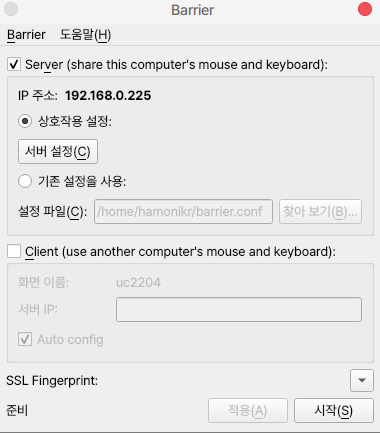 Barrier
Barrier 도움말(H)
Server (share this computer's mouse and keyboard):
IP 주소: 192.168.0.225
상호작용 설정:
서버 설정(C)
기존 설정을 사용:
설정 파일(C): /home/hamonikr/barrier.conf 찾아 보기(B)...
Client (use another computer's mouse and keyboard):
화면 이름: uc2204
서버 IP:
Auto config
SSL Fingerprint:
준비 적용(A) 시작(S)